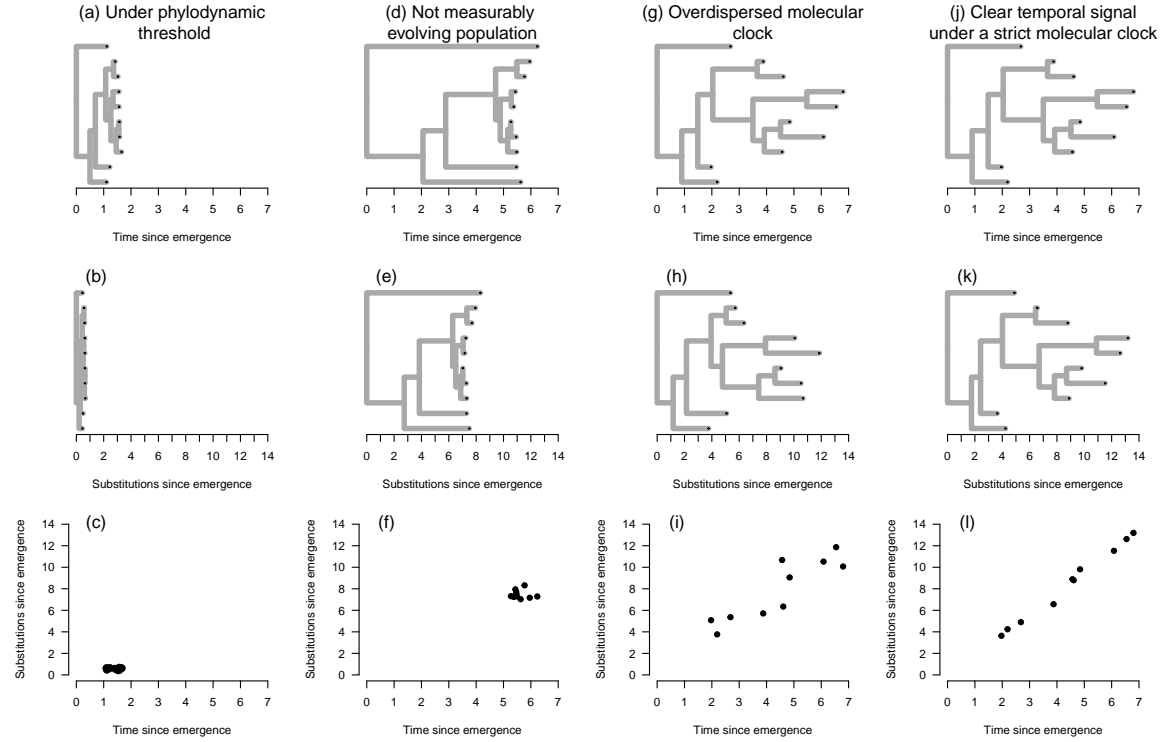 (a) Under phylodynamic
threshold
(d) Not measurably
evolving population
(g) Overdispersed molecular
clock
(j) Clear temporal signal
under a strict molecular clock
0 1 2 3 4 5 6 7
0 1 2 3 4 5 6 7
0 1 2 3 4 5 6 7
0 1 2 3 4 5 6 7
Time since emergence
Time since emergence
Time since emergence
Time since emergence
(b)
(e)
(h)
(k)
0 2 4 6 8 10 12 14
0 2 4 6 8 10 12 14
0 2 4 6 8 10 12 14
0 2 4 6 8 10 12 14
Substitutions since emergence
Substitutions since emergence
Substitutions since emergence
Substitutions since emergence
(c)
(f)
(i)
(l)
Substitutions since emergence
14
12
10
8
6
4
2
0
Substitutions since emergence
14
12
10
8
6
4
2
0
Substitutions since emergence
14
12
10
8
6
4
2
0
Substitutions since emergence
14
12
10
8
6
4
2
0
0 1 2 3 4 5 6 7
0 1 2 3 4 5 6 7
0 1 2 3 4 5 6 7
0 1 2 3 4 5 6 7
Time since emergence
Time since emergence
Time since emergence
Time since emergence